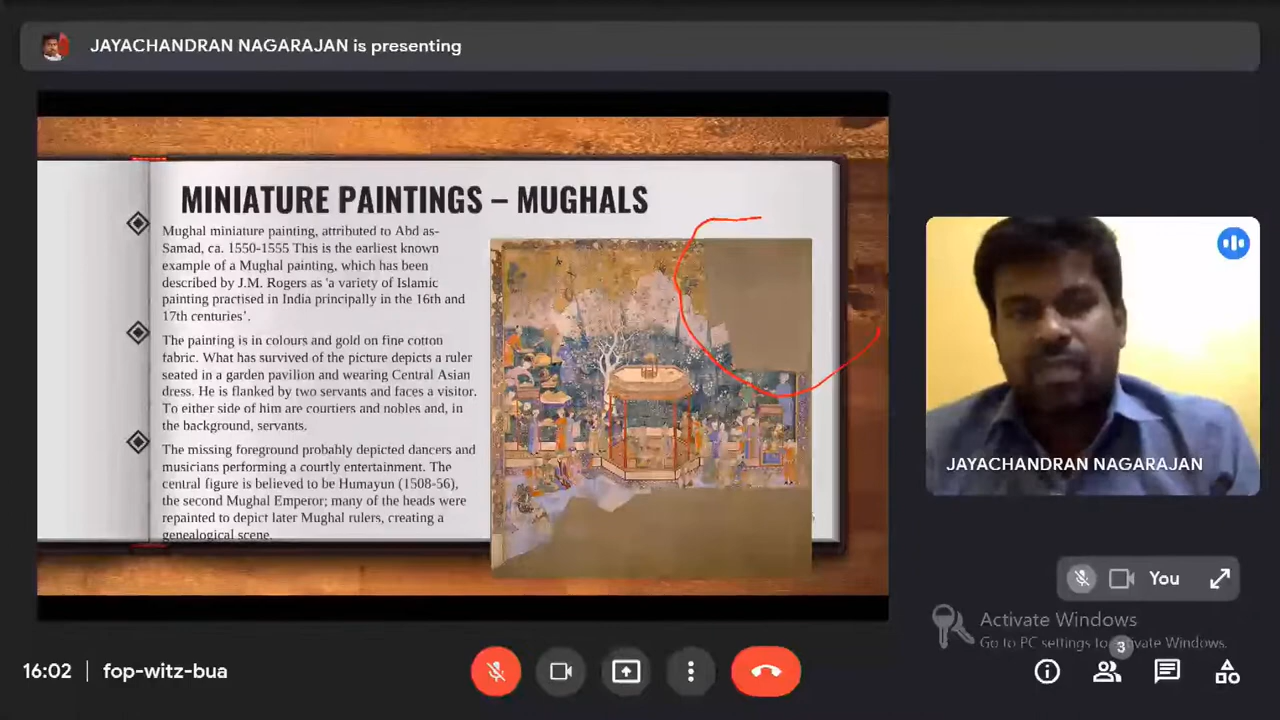 JAYACHANDRAN NAGARAJAN is presenting
MINIATURE PAINTINGS – MUGHALS
Mughal miniature painting, attributed to Abd as-
Samad, ca. 1550-1555 This is the earliest known
example of a Mughal painting, which has been
described by J.M. Rogers as 'a variety of Islamic
painting practised in India principally in the 16th and
17th centuries'.
The painting is in colours and gold on fine cotton
fabric. What has survived of the picture depicts a ruler
seated in a garden pavilion and wearing Central Asian
dress. He is flanked by two servants and faces a visitor.
To either side of him are courtiers and nobles and, in
the background, servants.
The missing foreground probably depicted dancers and
musicians performing a courtly entertainment. The
central figure is believed to be Humayun (1508-56),
the second Mughal Emperor; many of the heads were
repainted to depict later Mughal rulers, creating a
genealogical scene.
JAYACHANDRAN NAGARAJAN
You
Activate Windows
Go to PC settings to activate Windows.
3
16:02 | fop-witz-bua